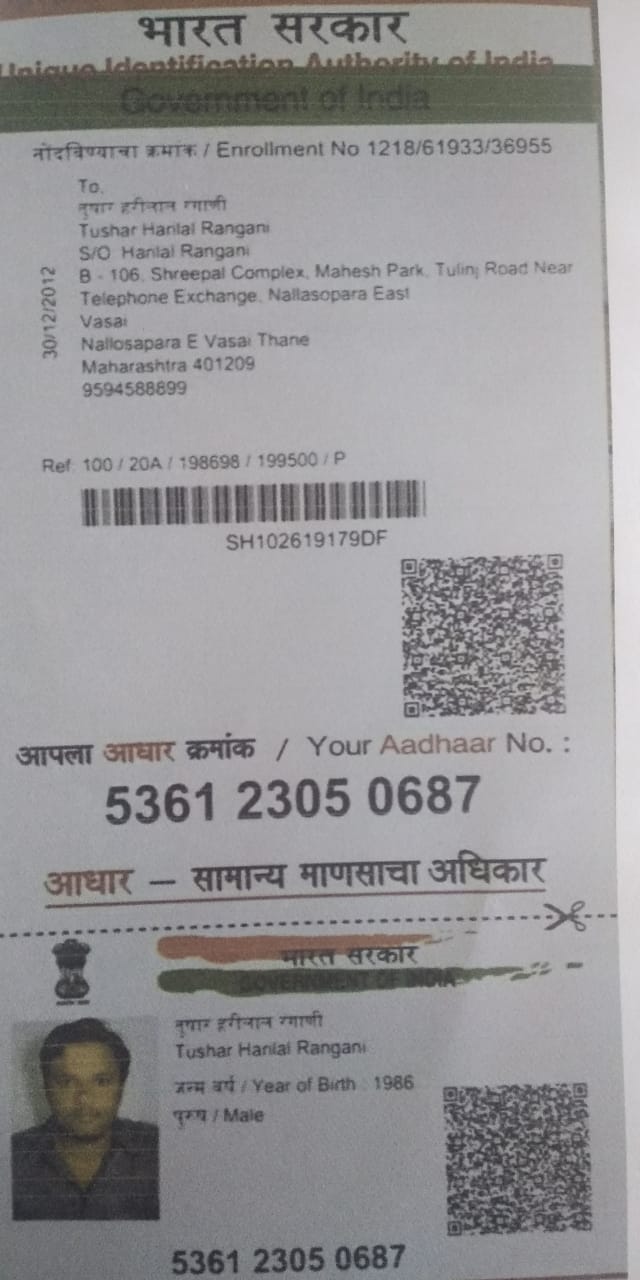 भारत सरकार
Unique Identification Authority of India
Government of India
नोंदविण्याचा क्रमांक / Enrollment No 1218/61933/36955
To,
तुषार हरीलाल रंगाणी
Tushar Harilal Rangani
S/O Harilal Rangani
B - 106, Shreepal Complex, Mahesh Park, Tulinj Road Near
Telephone Exchange, Nallasopara East
Vasai
Nallosapara E Vasai Thane
Maharashtra 401209
9594588899
30/12/2012
Ref: 100 / 20A / 198698 / 199500 / P
SH102619179DF
आपला आधार क्रमांक / Your Aadhaar No. :
5361 2305 0687
आधार – सामान्य माणसाचा अधिकार
भारत सरकार
GOVERNMENT OF INDIA
तुषार हरीलाल रंगाणी
Tushar Harilal Rangani
जन्म वर्ष / Year of Birth : 1986
पुरुष / Male
5361 2305 0687